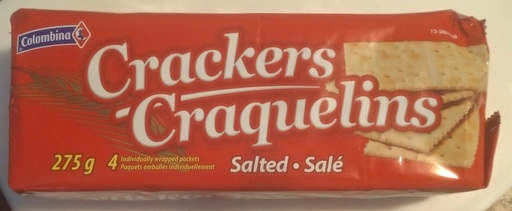 Colombina
Crackers
-Craquelins
275 g 4 Individually wrapped packets
Paquets emballés individuellement
Salted • Salé